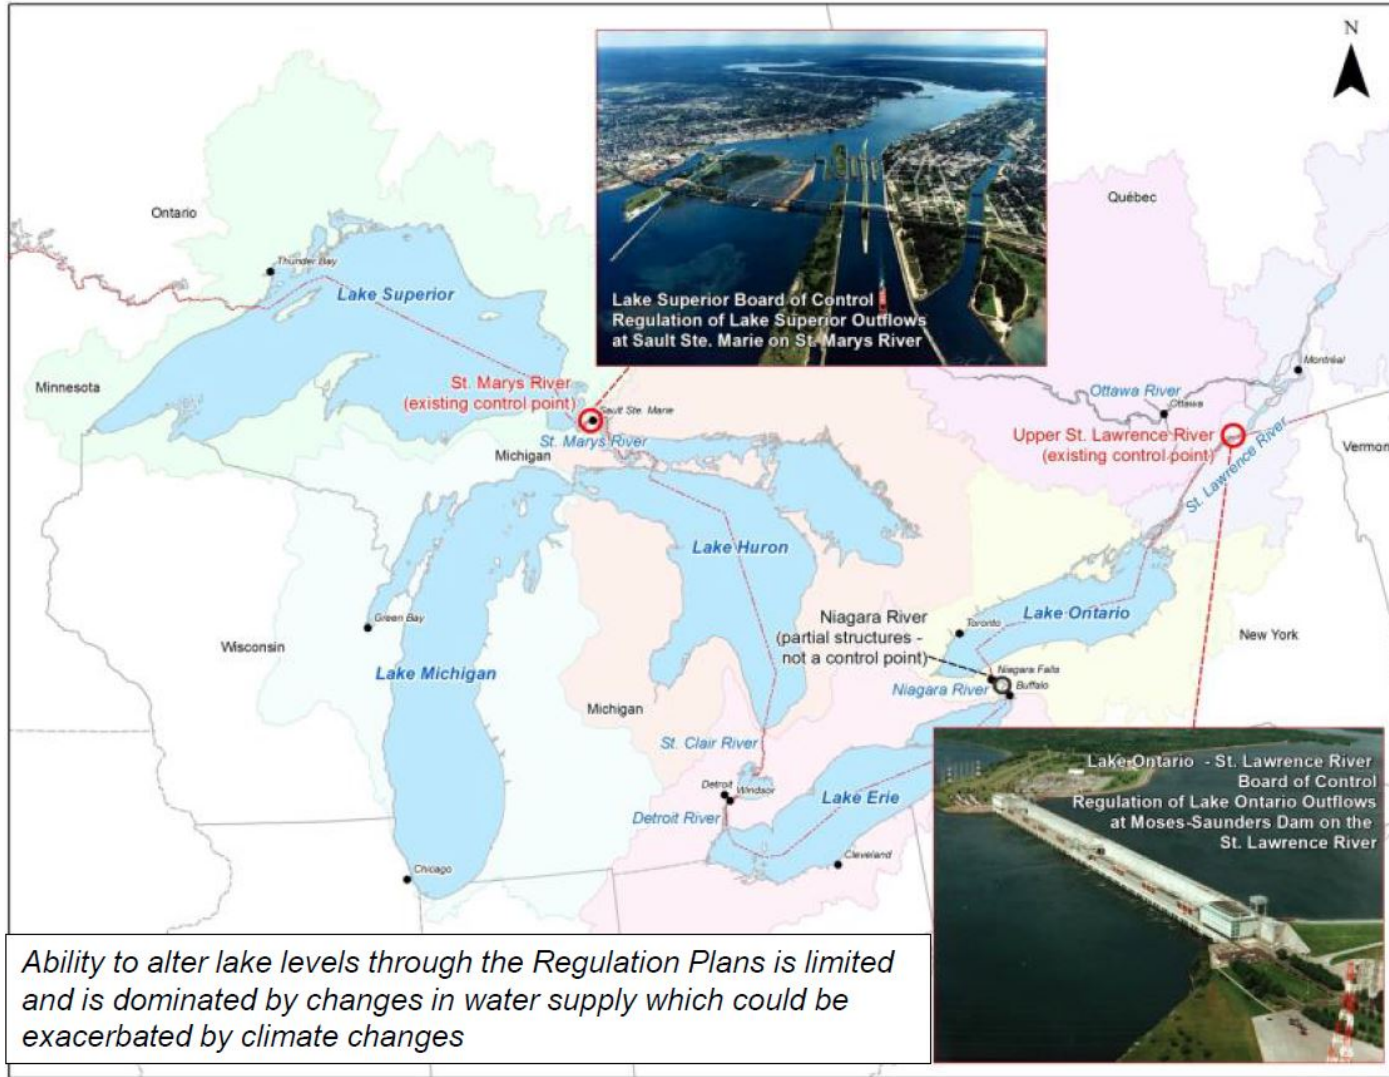 N
Lake Superior Board of Control
Regulation of Lake Superior Outflows
at Sault Ste. Marie on St. Marys River
Ontario
Québec
Thunder Bay
Lake Superior
Minnesota
St. Marys River
(existing control point)
Sault Ste. Marie
St. Marys River
Michigan
Montréal
Ottawa River
Ottawa
Upper St. Lawrence River
(existing control point)
St. Lawrence River
Vermont
Lake Huron
Niagara River
(partial structures -
not a control point)
Toronto
Lake Ontario
New York
Green Bay
Wisconsin
Lake Michigan
Niagara Falls
Niagara River
Buffalo
Michigan
St. Clair River
Detroit
Windsor
Lake Erie
Detroit River
Cleveland
Chicago
Lake Ontario - St. Lawrence River
Board of Control
Regulation of Lake Ontario Outflows
at Moses-Saunders Dam on the
St. Lawrence River
Ability to alter lake levels through the Regulation Plans is limited
and is dominated by changes in water supply which could be
exacerbated by climate changes